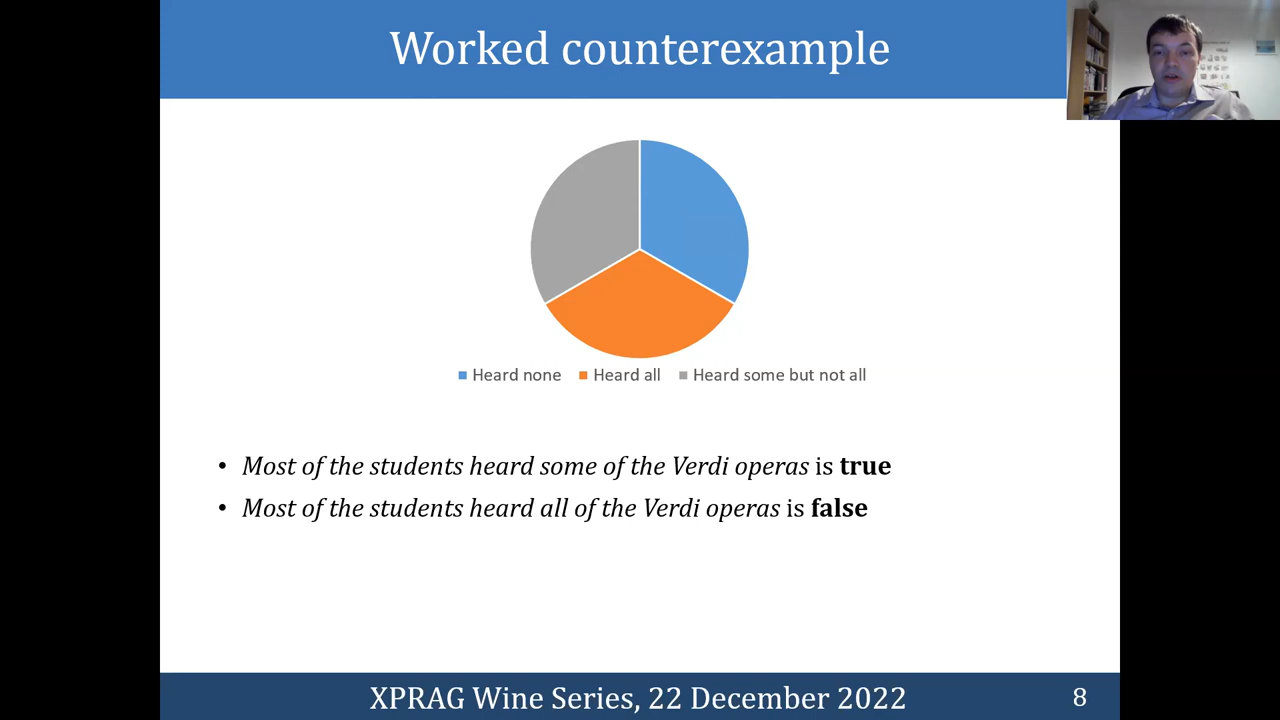 Worked counterexample
Heard none Heard all Heard some but not all
• Most of the students heard some of the Verdi operas is true
• Most of the students heard all of the Verdi operas is false
XPRAG Wine Series, 22 December 2022 8